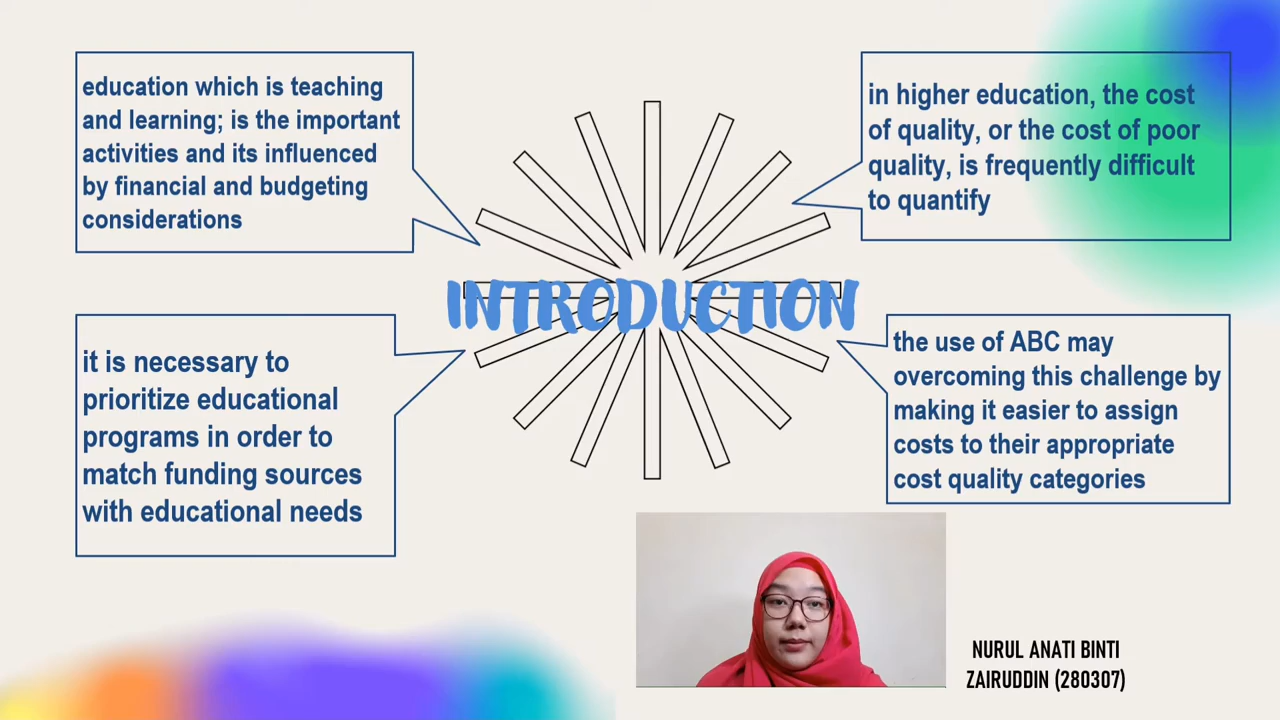 education which is teaching
and learning; is the important
activities and its influenced
by financial and budgeting
considerations
in higher education, the cost
of quality, or the cost of poor
quality, is frequently difficult
to quantify
INTRODUCTION
it is necessary to
prioritize educational
programs in order to
match funding sources
with educational needs
the use of ABC may
overcoming this challenge by
making it easier to assign
costs to their appropriate
cost quality categories
NURUL ANATI BINTI
ZAIRUDDIN (280307)